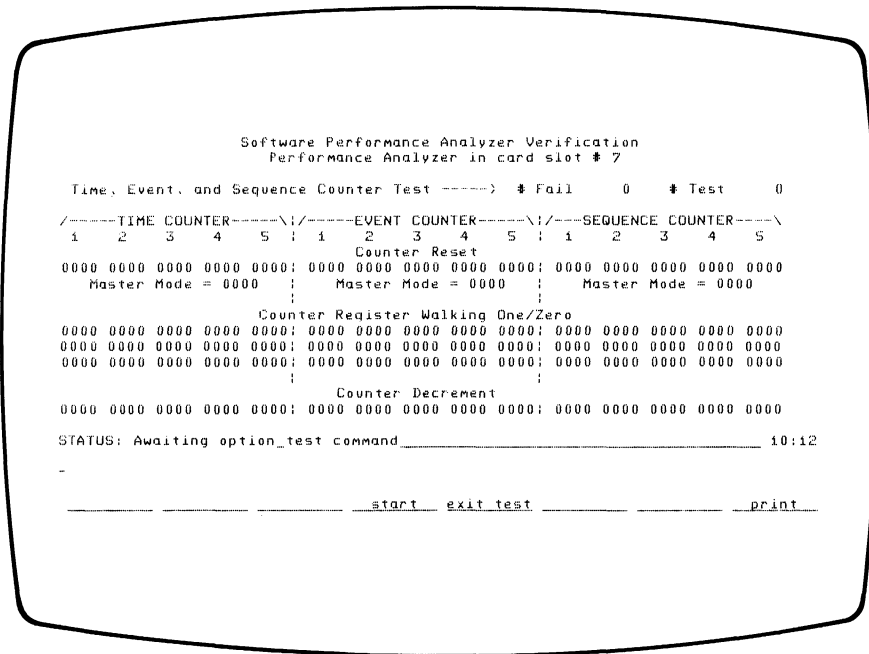 Software Performance Analyzer Verification
Performance Analyzer in card slot # 7
Time, Event, and Sequence Counter Test -----> # Fail 0 # Test 0
/------TIME COUNTER------\|/-----EVENT COUNTER------\|/---SEQUENCE COUNTER----\
1 2 3 4 5 | 1 2 3 4 5 | 1 2 3 4 5
Counter Reset
0000 0000 0000 0000 0000| 0000 0000 0000 0000 0000| 0000 0000 0000 0000 0000
Master Mode = 0000 | Master Mode = 0000 | Master Mode = 0000
| |
Counter Register Walking One/Zero
0000 0000 0000 0000 0000| 0000 0000 0000 0000 0000| 0000 0000 0000 0000 0000
0000 0000 0000 0000 0000| 0000 0000 0000 0000 0000| 0000 0000 0000 0000 0000
0000 0000 0000 0000 0000| 0000 0000 0000 0000 0000| 0000 0000 0000 0000 0000
| |
Counter Decrement
0000 0000 0000 0000 0000| 0000 0000 0000 0000 0000| 0000 0000 0000 0000 0000
STATUS: Awaiting option_test command 10:12
_
start exit test print